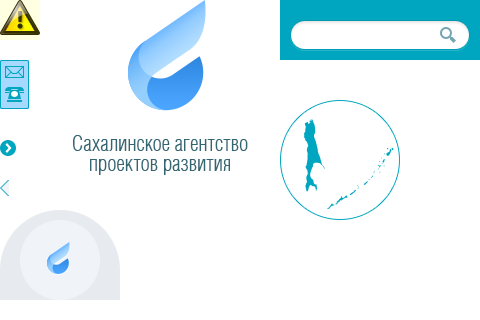 Сахалинское агентство
проектов развития